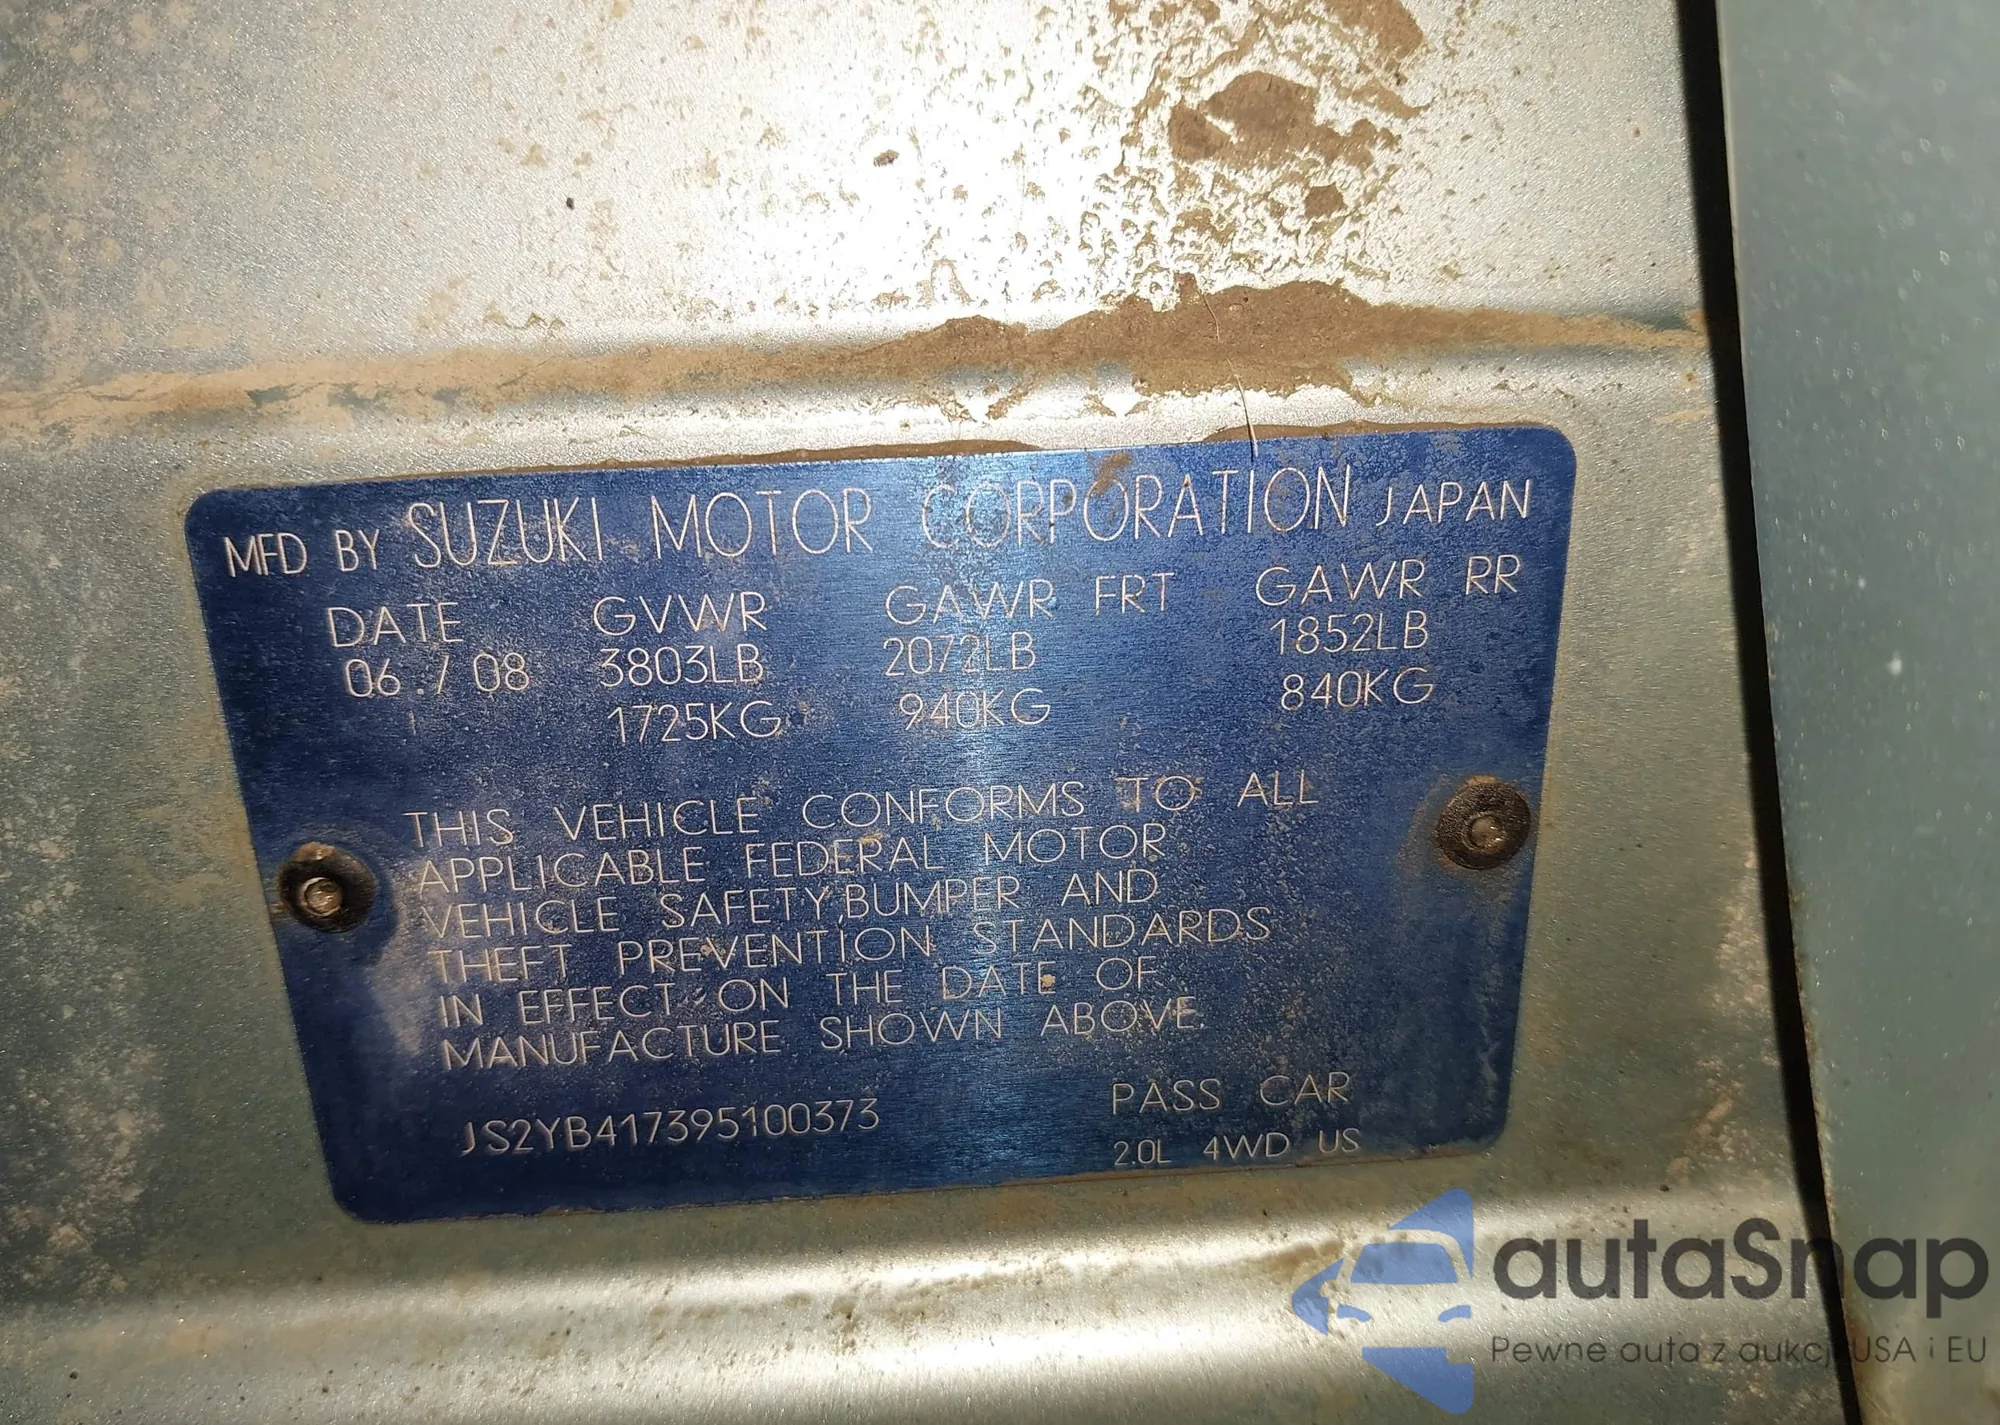 MFD BY SUZUKI MOTOR CORPORATION JAPAN
DATE GVWR GAWR FRT GAWR RR
06 ./ 08 3803LB 2072LB 1852LB
1725KG 940KG 840KG
THIS VEHICLE CONFORMS TO ALL
APPLICABLE FEDERAL MOTOR
VEHICLE SAFETY,BUMPER AND
THEFT PREVENTION STANDARDS
IN EFFECT ON THE DATE OF
MANUFACTURE SHOWN ABOVE.
JS2YB417395100373 PASS CAR
2.0L 4WD US
autaSnap
Pewne auta z aukcji USA i EU